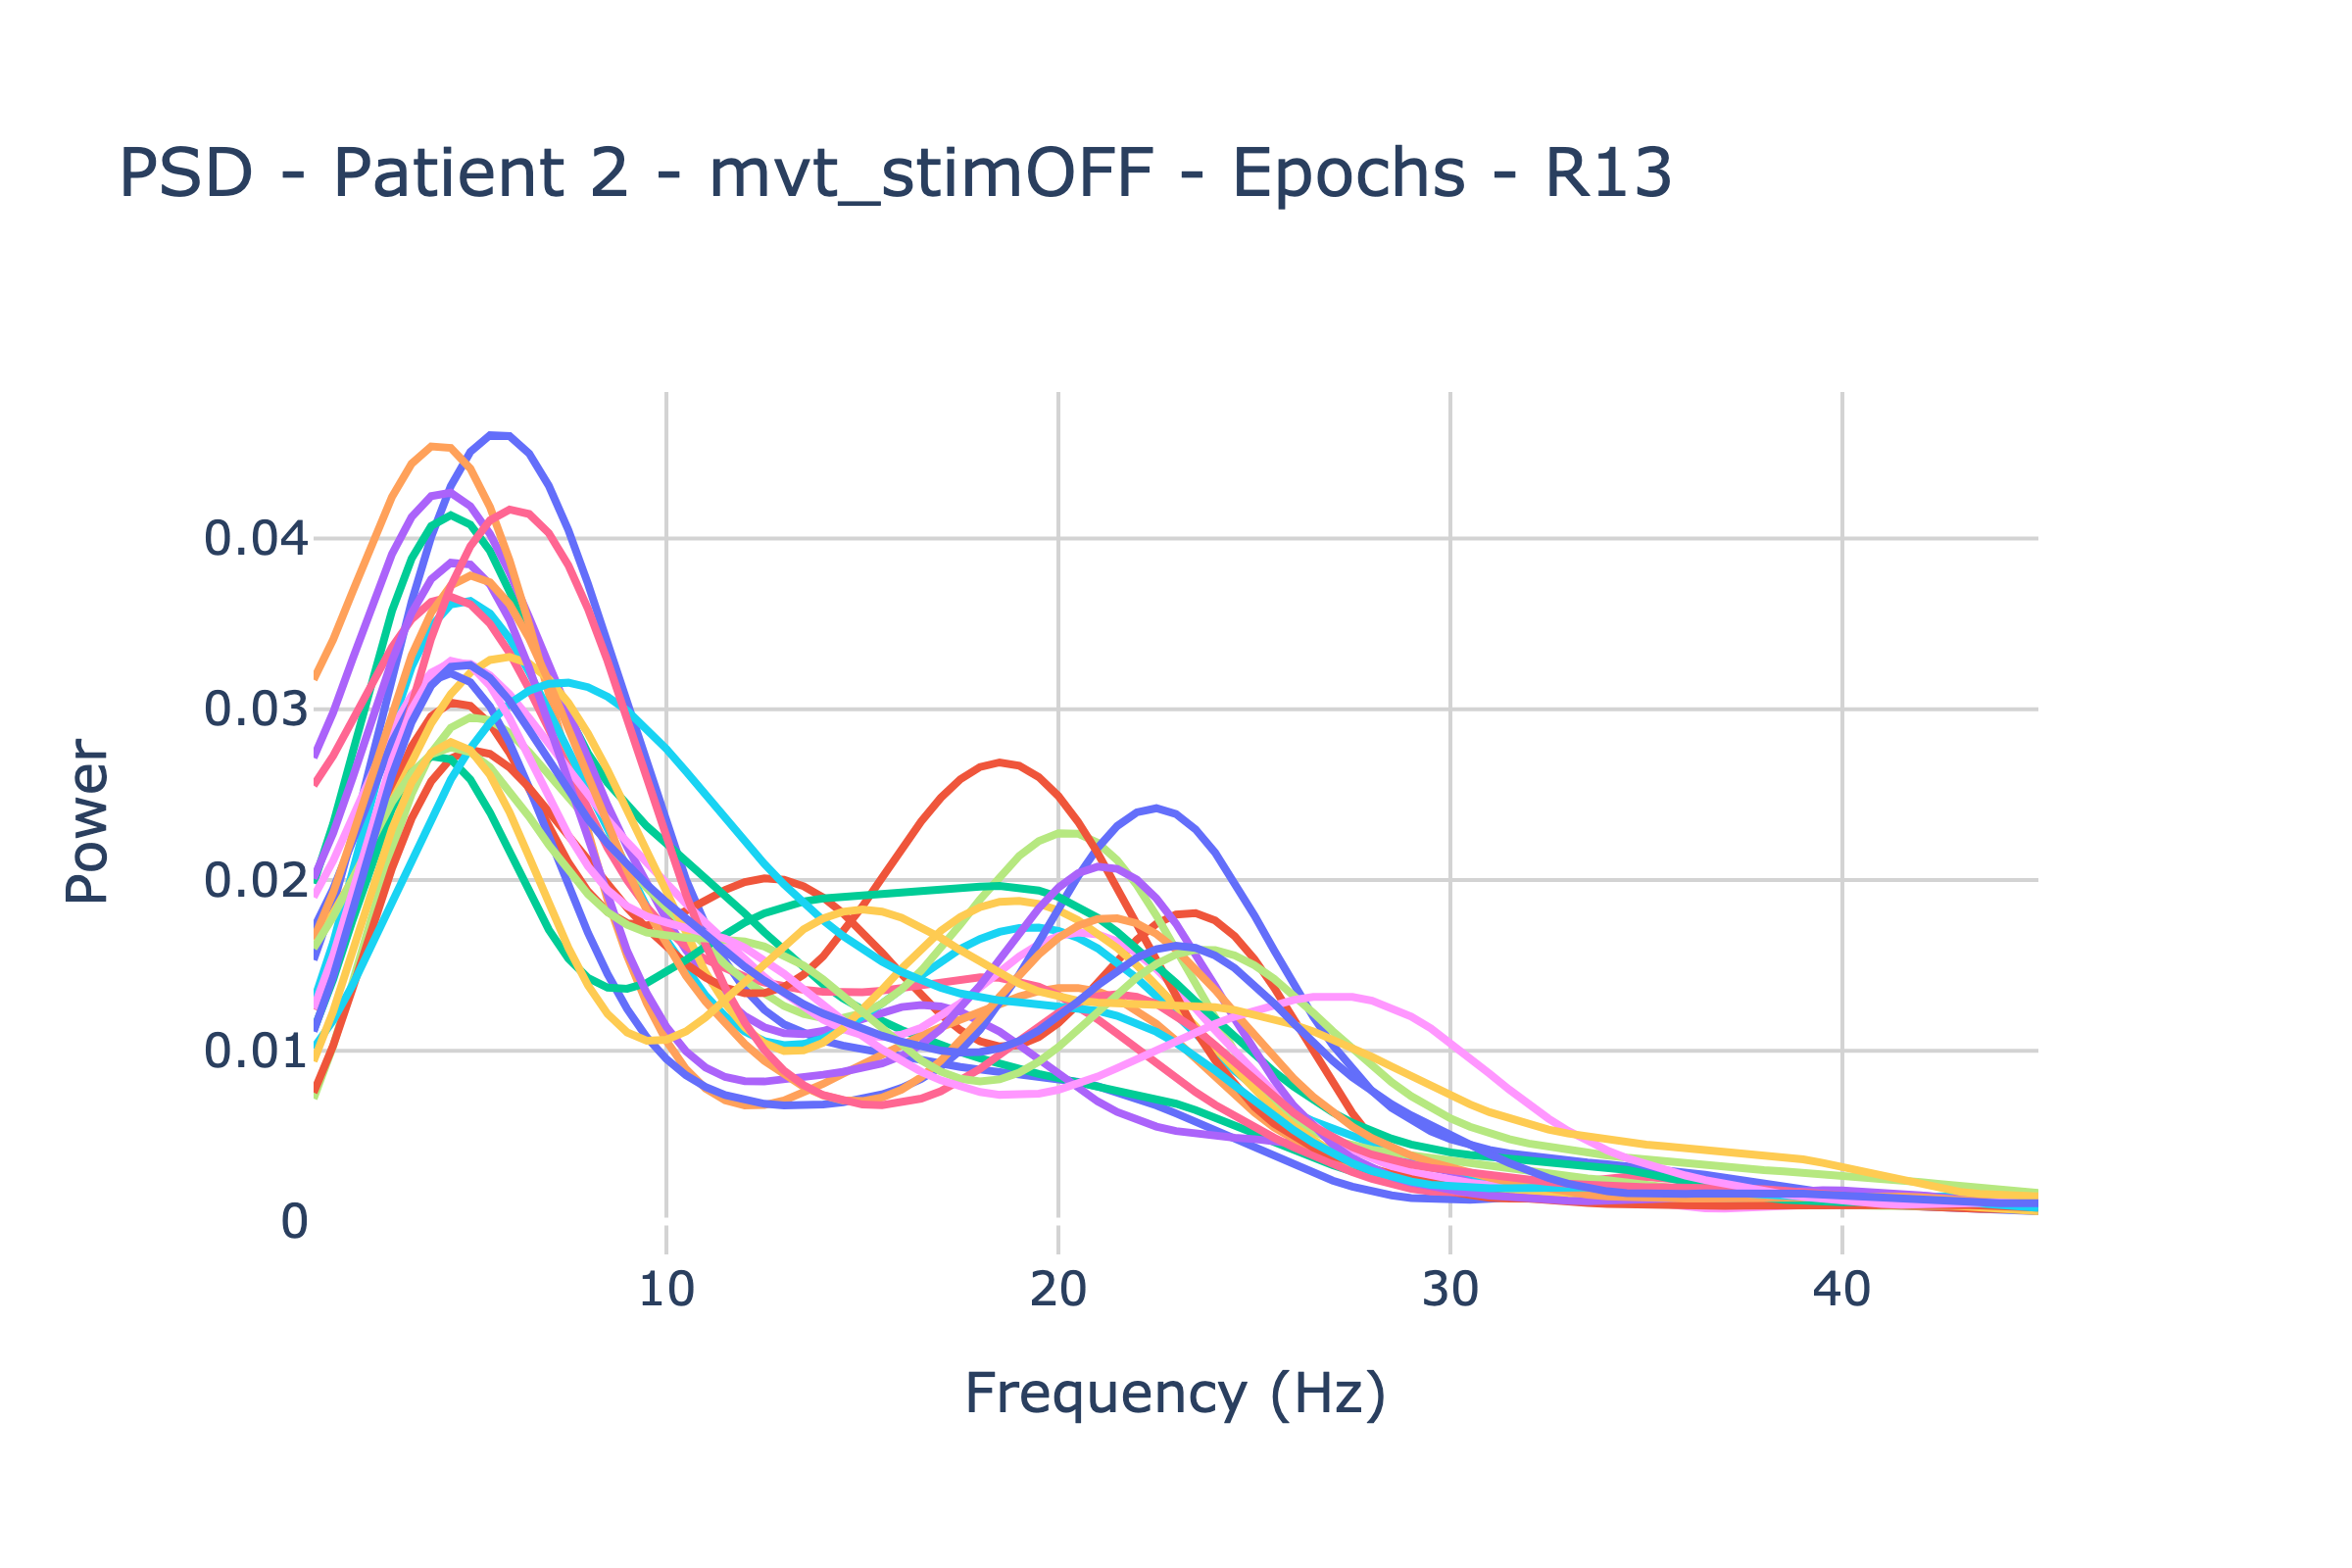 PSD - Patient 2 - mvt_stimOFF - Epochs - R13
0.04
0.03
0.02
0.01
0
Power
10 20 30 40
Frequency (Hz)